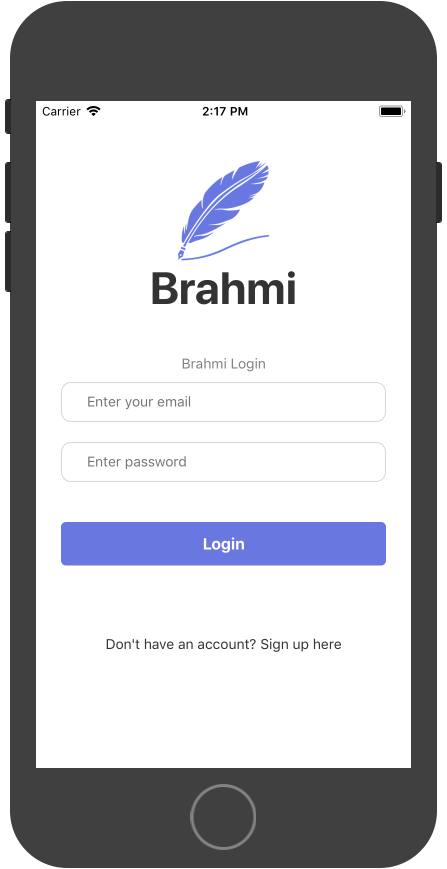 Carrier 2:17 PM
Brahmi
Brahmi Login
Enter your email
Enter password
Login
Don't have an account? Sign up here